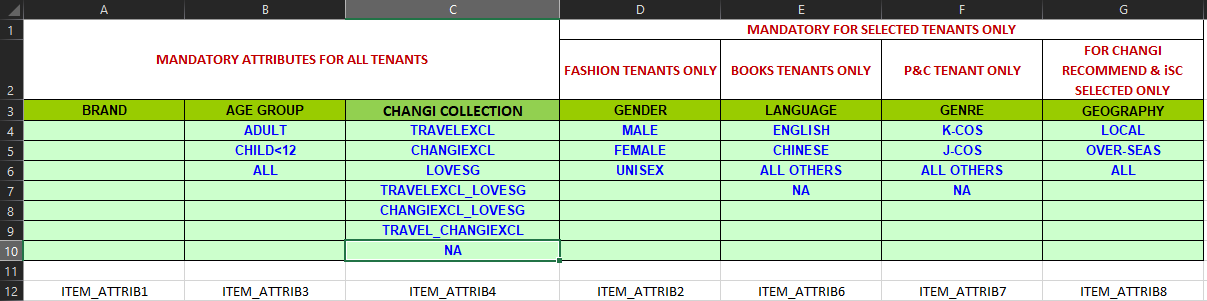 A B C D E F G
1 MANDATORY FOR SELECTED TENANTS ONLY
MANDATORY ATTRIBUTES FOR ALL TENANTS
FASHION TENANTS ONLY BOOKS TENANTS ONLY P&C TENANT ONLY
FOR CHANGI
RECOMMEND & iSC
SELECTED ONLY
2
3 BRAND AGE GROUP CHANGI COLLECTION GENDER LANGUAGE GENRE GEOGRAPHY
4 ADULT TRAVELEXCL MALE ENGLISH K-COS LOCAL
5 CHILD<12 CHANGIEXCL FEMALE CHINESE J-COS OVER-SEAS
6 ALL LOVESG UNISEX ALL OTHERS ALL OTHERS ALL
7 TRAVELEXCL_LOVESG NA NA
8 CHANGIEXCL_LOVESG
9 TRAVEL_CHANGIEXCL
10 NA
11
12 ITEM_ATTRIB1 ITEM_ATTRIB3 ITEM_ATTRIB4 ITEM_ATTRIB2 ITEM_ATTRIB6 ITEM_ATTRIB7 ITEM_ATTRIB8